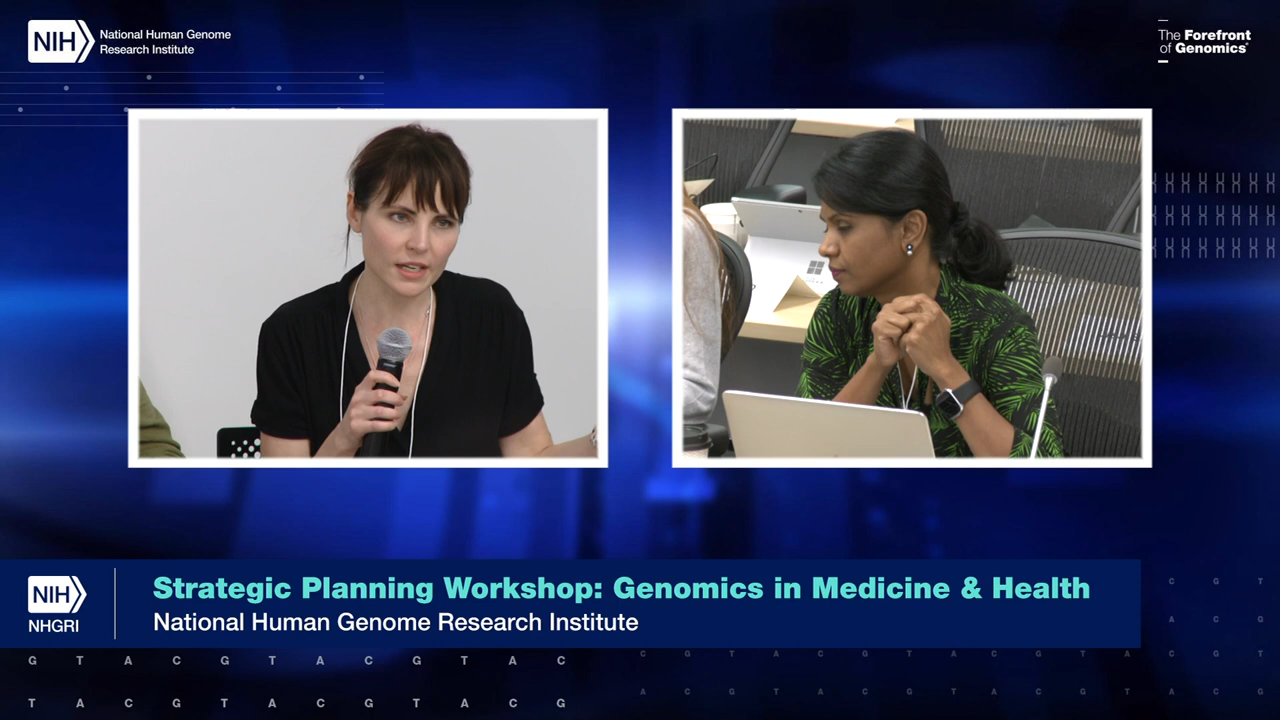 NIH
National Human Genome
Research Institute
The Forefront
of Genomics®
Strategic Planning Workshop: Genomics in Medicine & Health
National Human Genome Research Institute
NIH
NHGRI
C G T
A C G
G T A C G T A C G T A C
C G T A C G T A C G T A C G T
T A C G T A C G T A C G
A C G T A C G T A C G T A C G